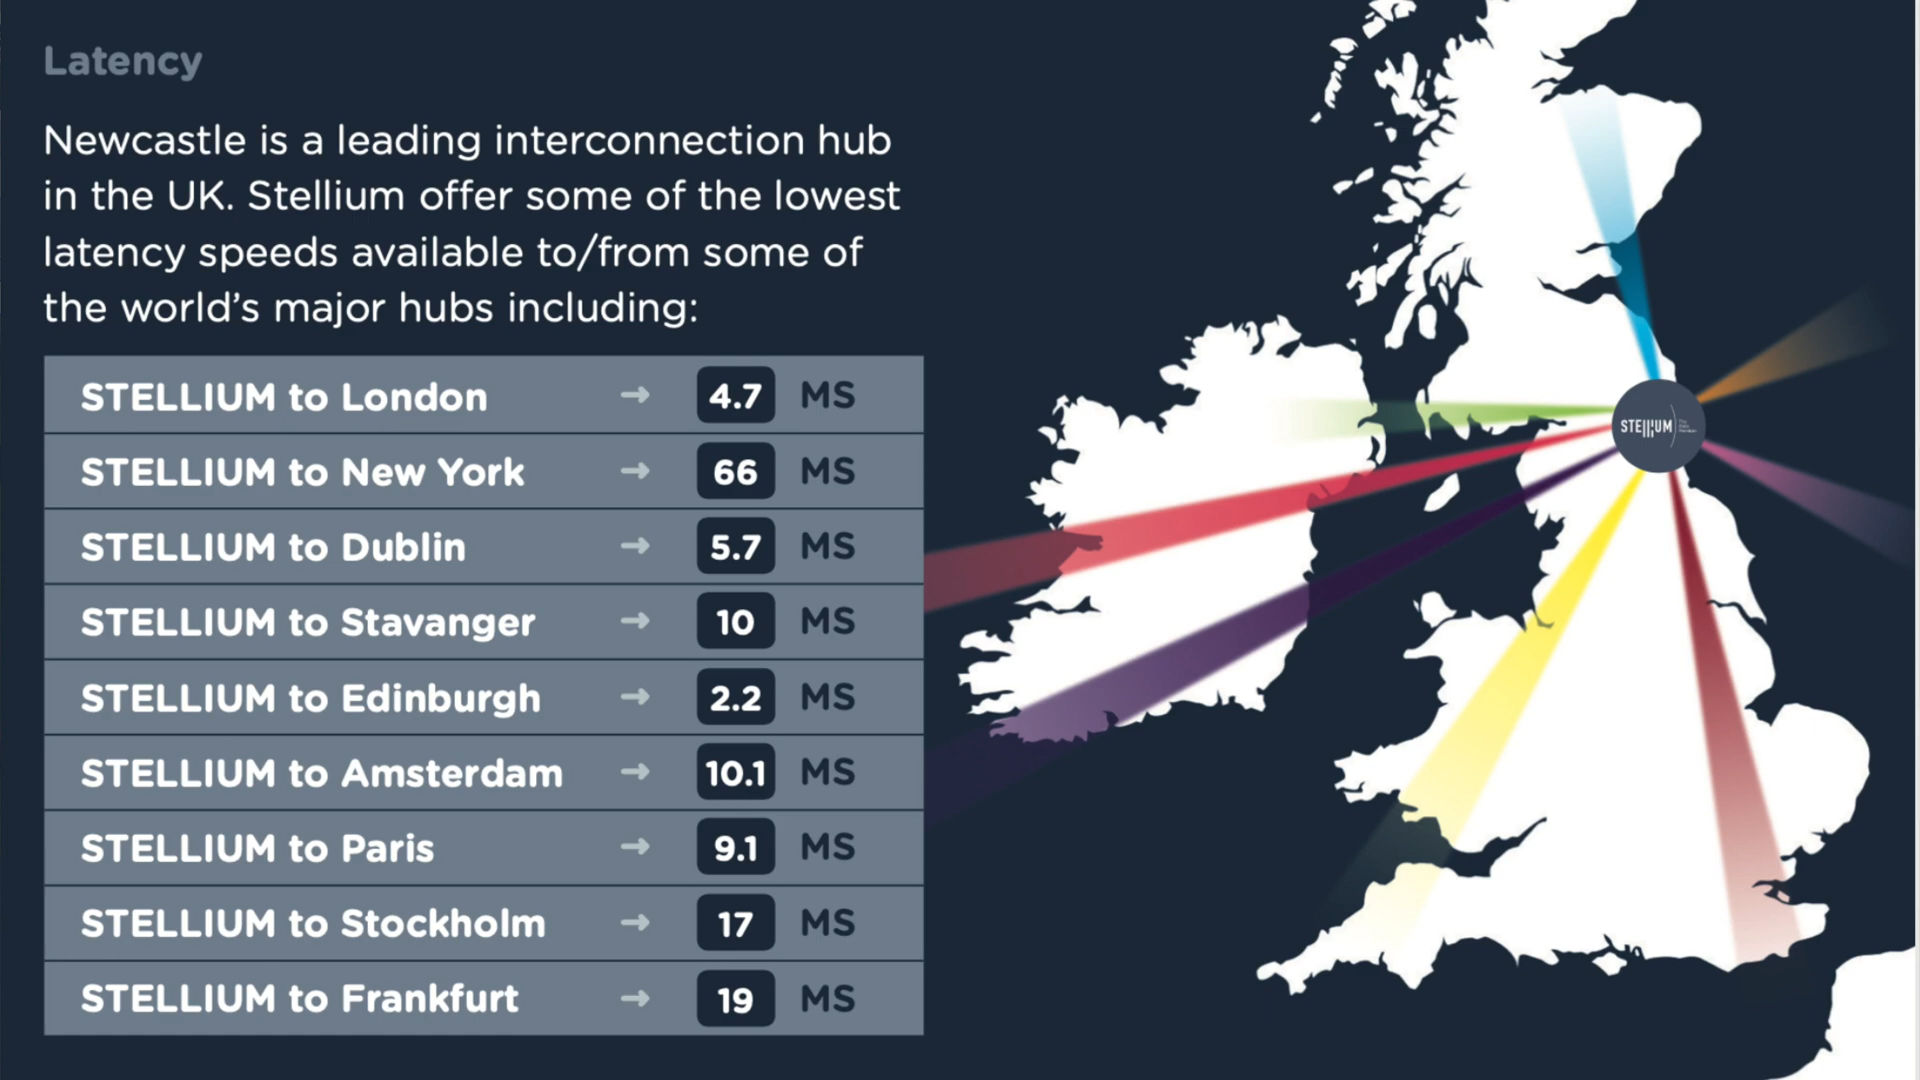 Latency
Newcastle is a leading interconnection hub
in the UK. Stellium offer some of the lowest
latency speeds available to/from some of
the world's major hubs including:
STELLIUM to London → 4.7 MS
STELLIUM to New York → 66 MS
STELLIUM to Dublin → 5.7 MS
STELLIUM to Stavanger → 10 MS
STELLIUM to Edinburgh → 2.2 MS
STELLIUM to Amsterdam → 10.1 MS
STELLIUM to Paris → 9.1 MS
STELLIUM to Stockholm → 17 MS
STELLIUM to Frankfurt → 19 MS
STELLIUM